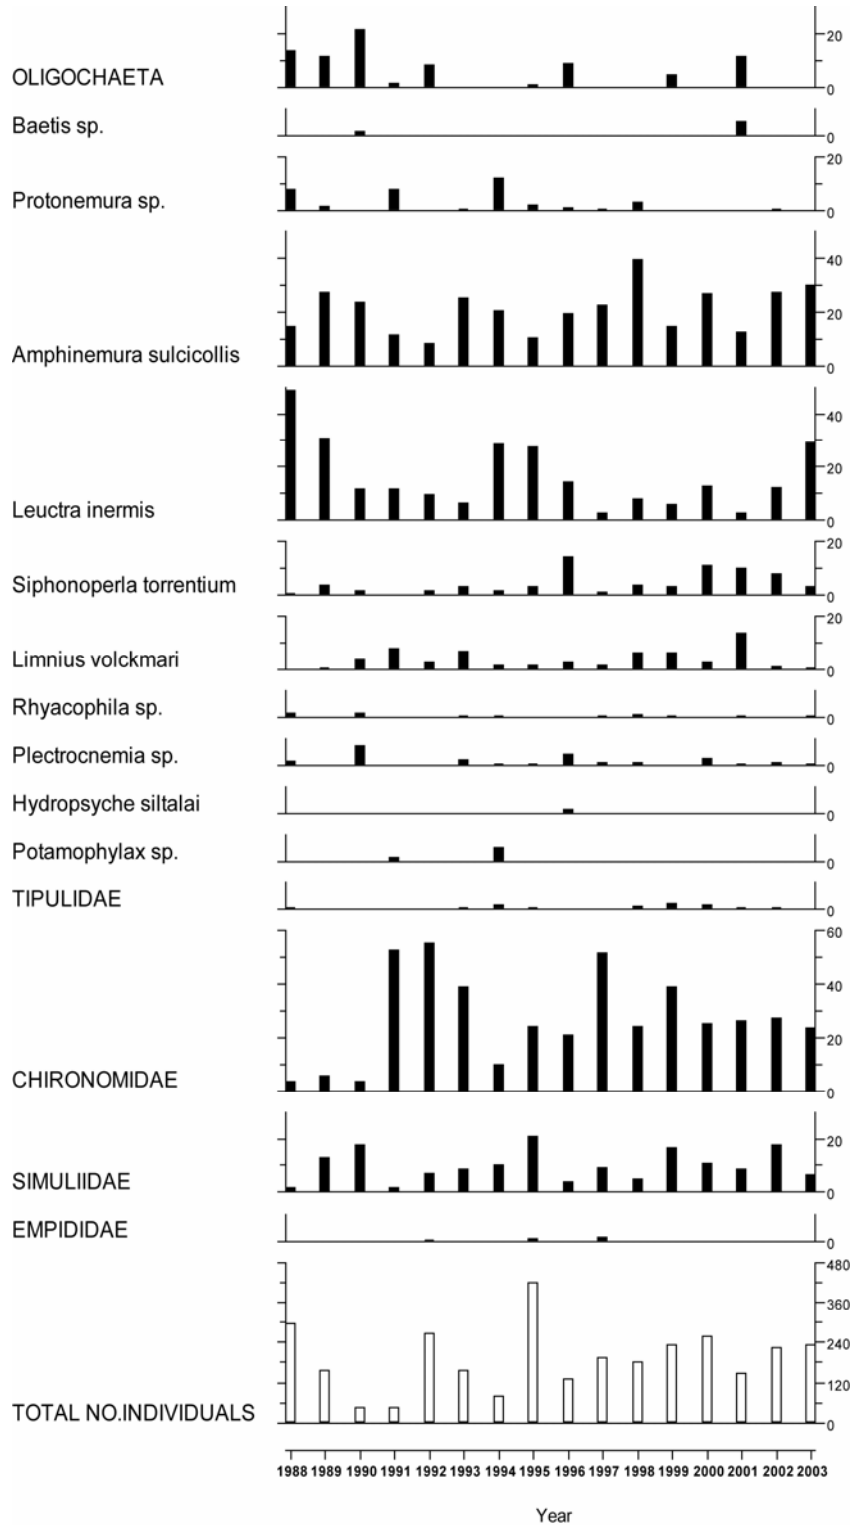 20
OLIGOCHAETA
0
Baetis sp.
0
20
Protonemura sp.
0
40
20
Amphinemura sulcicollis
0
40
20
Leuctra inermis
0
20
Siphonoperla torrentium
0
20
Limnius volckmari
0
Rhyacophila sp.
0
Plectrocnemia sp.
0
Hydropsyche siltalai
0
Potamophylax sp.
0
TIPULIDAE
0
60
40
20
CHIRONOMIDAE
0
20
SIMULIIDAE
0
EMPIDIDAE
0
480
360
240
120
TOTAL NO.INDIVIDUALS
0
1988 1989 1990 1991 1992 1993 1994 1995 1996 1997 1998 1999 2000 2001 2002 2003
Year